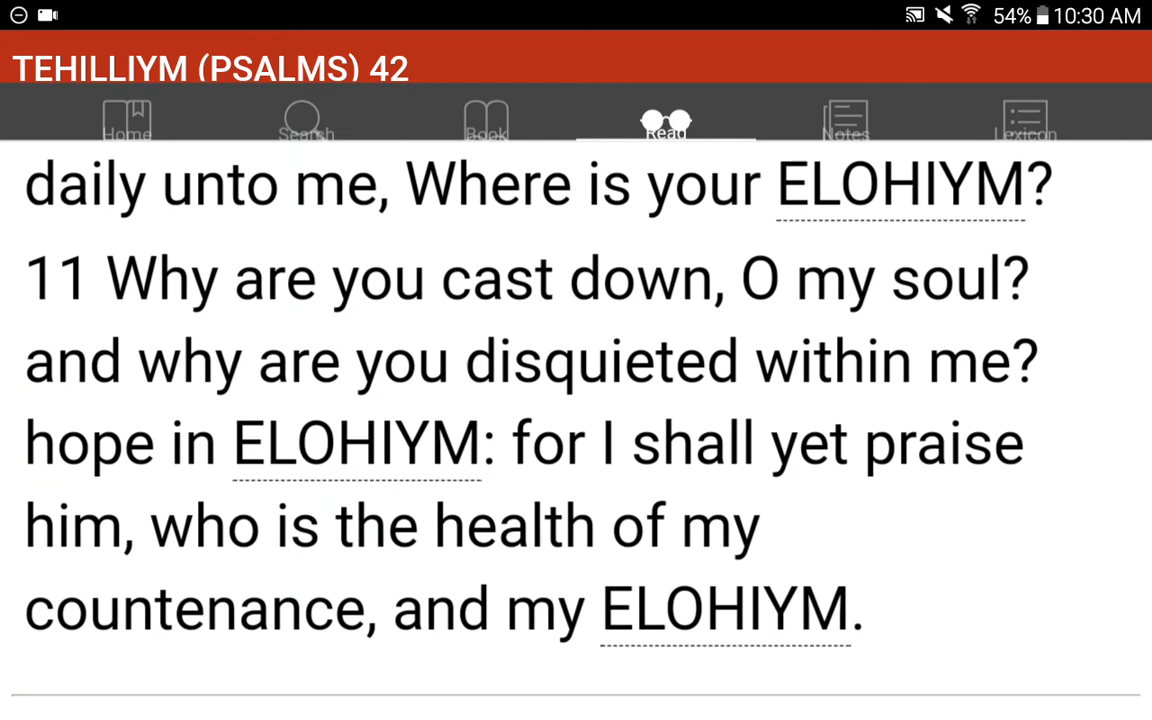 54% 10:30 AM
TEHILLIYM (PSALMS) 42
Home Search Book Read Notes Lexicon
daily unto me, Where is your ELOHIYM?
11 Why are you cast down, O my soul?
and why are you disquieted within me?
hope in ELOHIYM: for I shall yet praise
him, who is the health of my
countenance, and my ELOHIYM.